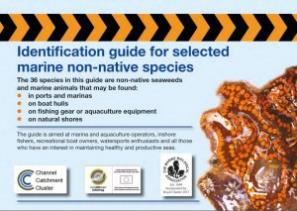 Identification guide for selected
marine non-native species
The 36 species in this guide are non-native seaweeds
and marine animals that may be found:
in ports and marinas
on boat hulls
on fishing gear or aquaculture equipment
on natural shores
The guide is aimed at marina and aquaculture operators, inshore
fishers, recreational boat owners, watersports enthusiasts and all those
who have an interest in maintaining healthy and productive seas.
Channel
Catchment
Cluster